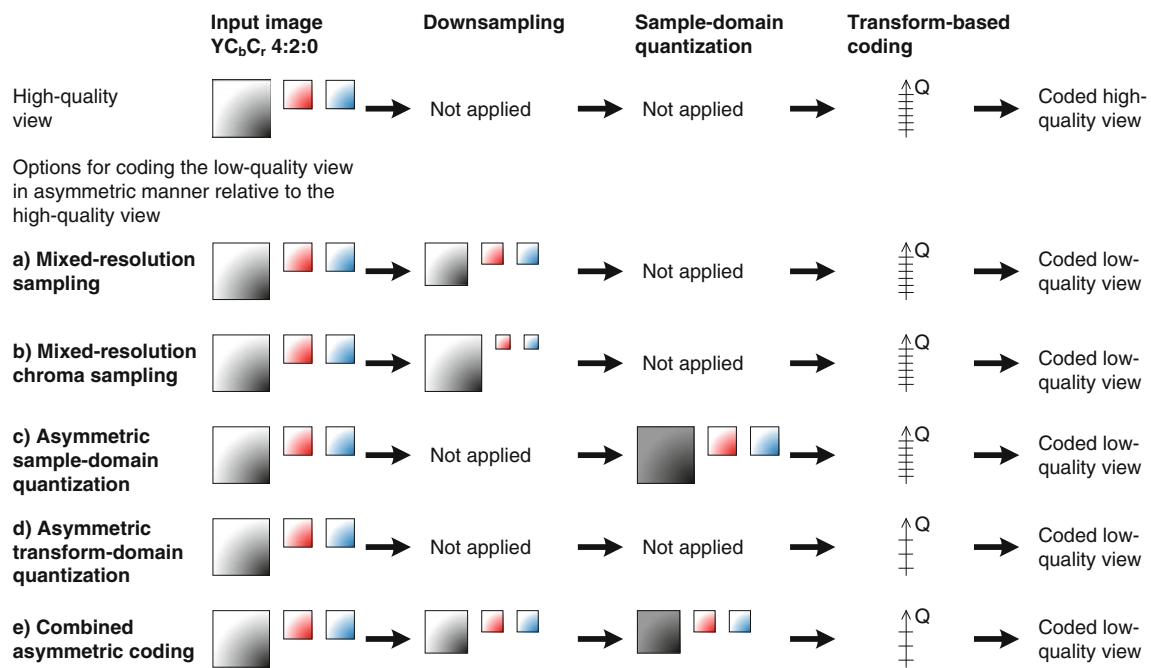 Input image
YCbCr 4:2:0
Downsampling
Sample-domain
quantization
Transform-based
coding
High-quality
view
Not applied
Not applied
Q
Coded high-
quality view
Options for coding the low-quality view
in asymmetric manner relative to the
high-quality view
a) Mixed-resolution
sampling
Not applied
Q
Coded low-
quality view
b) Mixed-resolution
chroma sampling
Not applied
Q
Coded low-
quality view
c) Asymmetric
sample-domain
quantization
Not applied
Q
Coded low-
quality view
d) Asymmetric
transform-domain
quantization
Not applied
Not applied
Q
Coded low-
quality view
e) Combined
asymmetric coding
Q
Coded low-
quality view